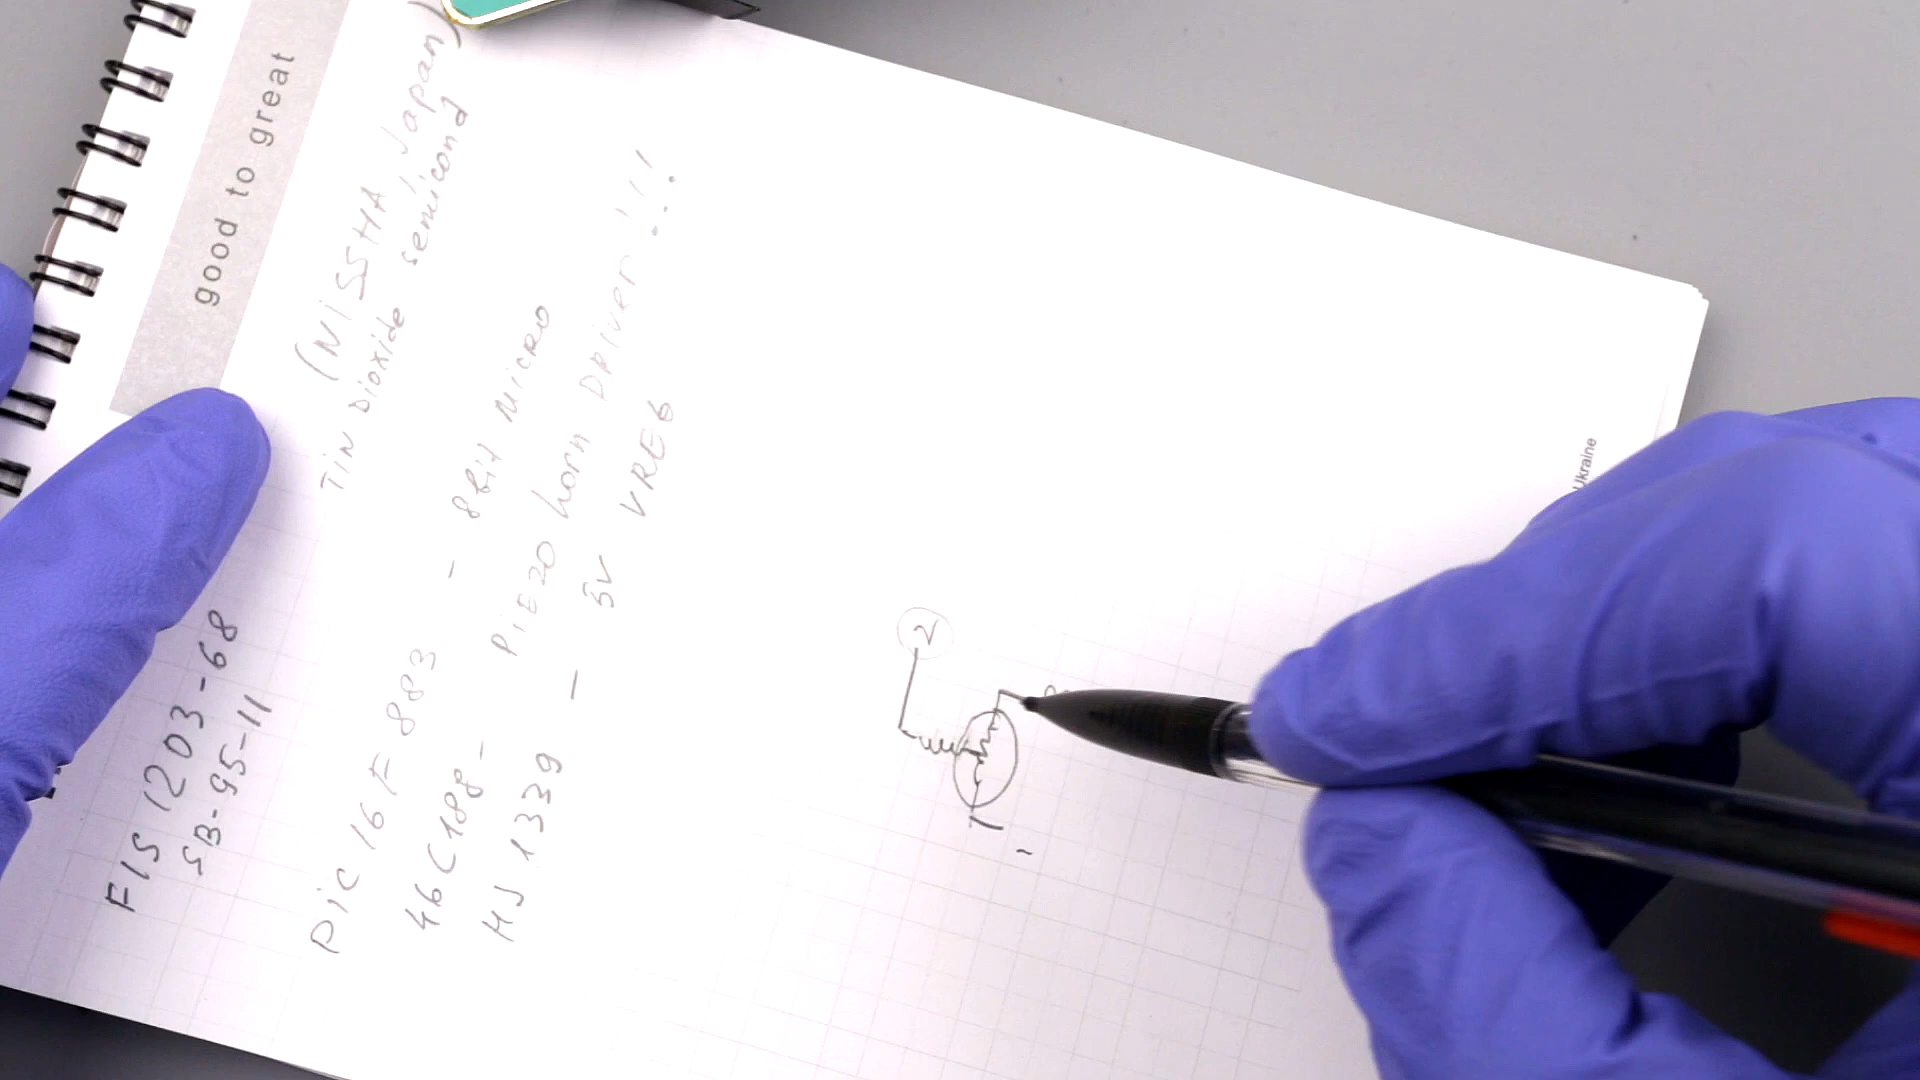 good to great
FIS 1203-68 (NISSHA, Japan)
SB-95-11 TIN DIOXIDE semicond
PIC 16F883 - 8bit MICRO
46C188- PIEZO horn DRiver!!!
HJ 1339 - 5V VREG
2
Ukraine